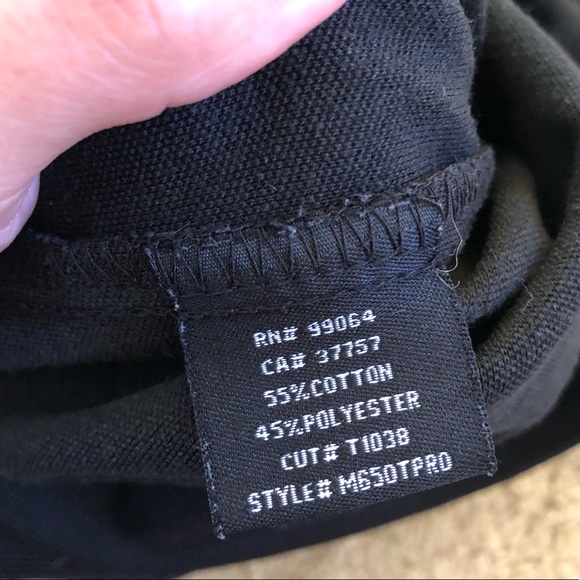 RN# 99064
CA# 37757
55%COTTON
45%POLYESTER
CUT# T1038
STYLE# M650TPRO